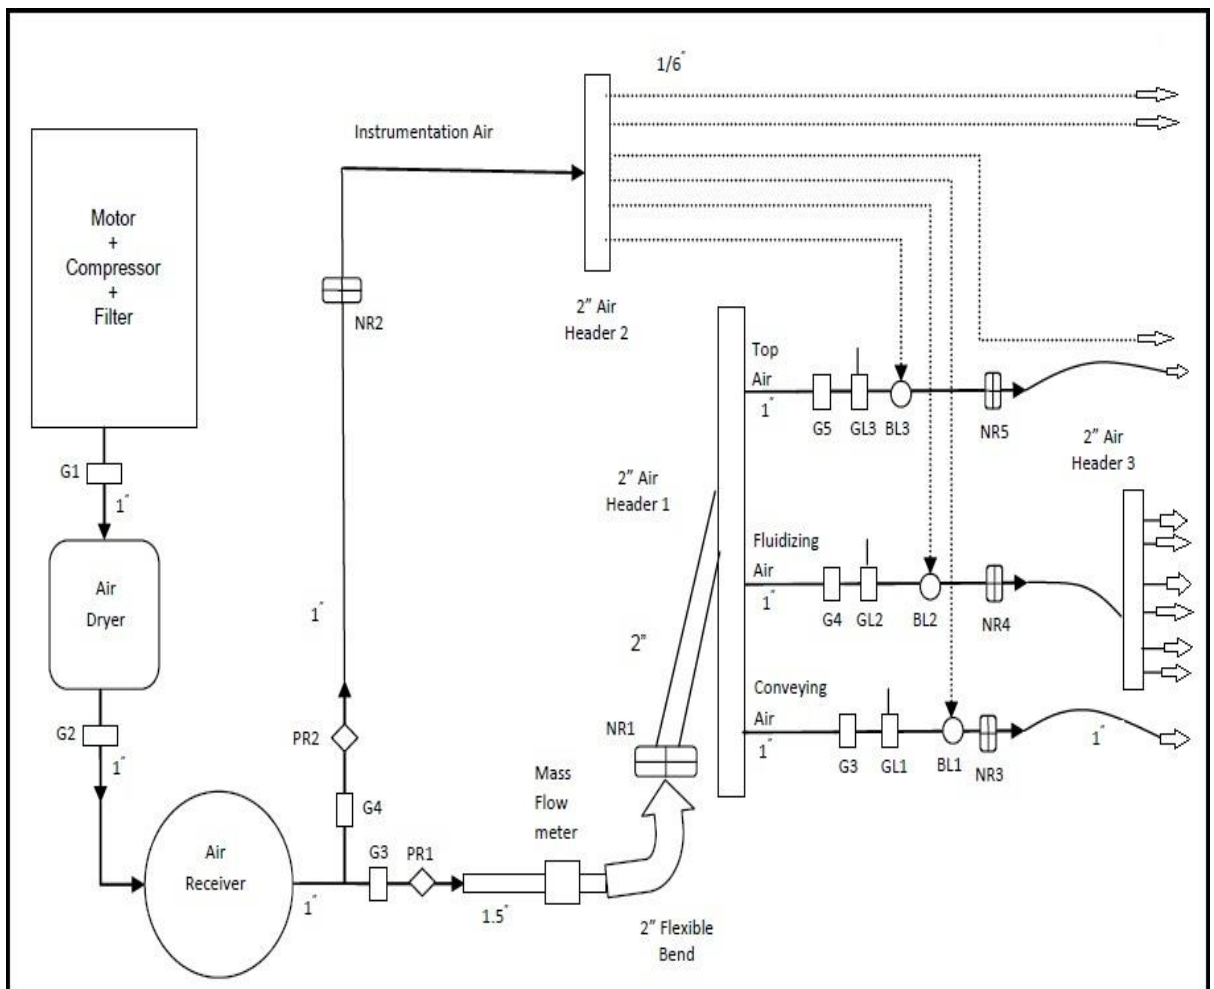 1/6"
Instrumentation Air
Motor
+
Compressor
+
Filter
NR2
2" Air
Header 2
Top
Air
1"
G5
GL3
BL3
NR5
2" Air
Header 3
G1
1"
2" Air
Header 1
Air
Dryer
Fluidizing
Air
1"
G4
GL2
BL2
NR4
1"
2"
G2
1"
PR2
NR1
Conveying
Air
1"
G3
GL1
BL1
NR3
1"
Mass
Flow
meter
G4
Air
Receiver
1"
G3
PR1
1.5"
2" Flexible
Bend